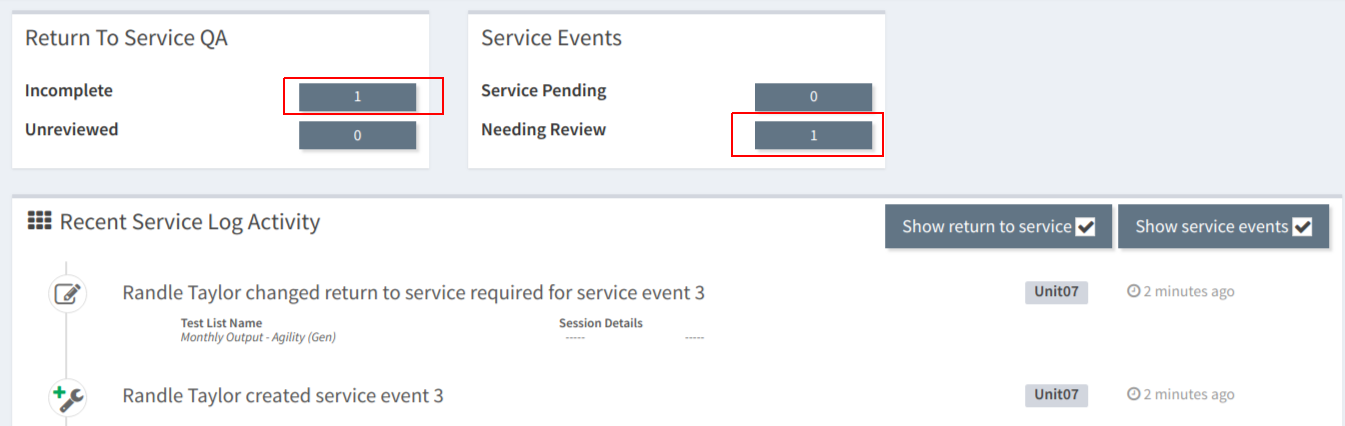 Return To Service QA
Incomplete 1
Unreviewed 0
Service Events
Service Pending 0
Needing Review 1
Recent Service Log Activity
Show return to service
Show service events
Randle Taylor changed return to service required for service event 3 Unit07 2 minutes ago
Test List Name Session Details
Monthly Output - Agility (Gen) ----- -----
Randle Taylor created service event 3 Unit07 2 minutes ago